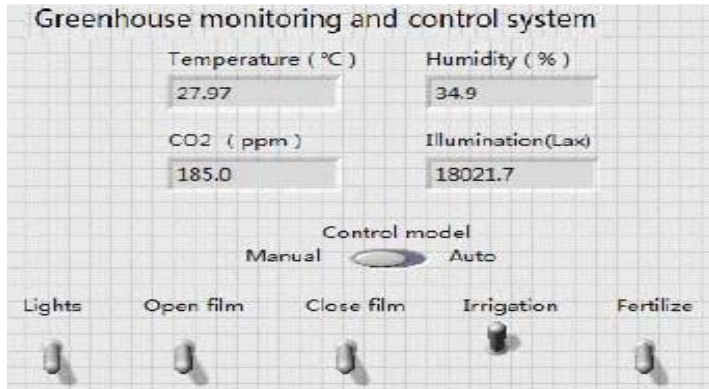 Greenhouse monitoring and control system
Temperature ( ℃ ) Humidity ( % )
27.97 34.9
CO2 ( ppm ) Illumination(Lax)
185.0 18021.7
Control model
Manual Auto
Lights Open film Close film Irrigation Fertilize